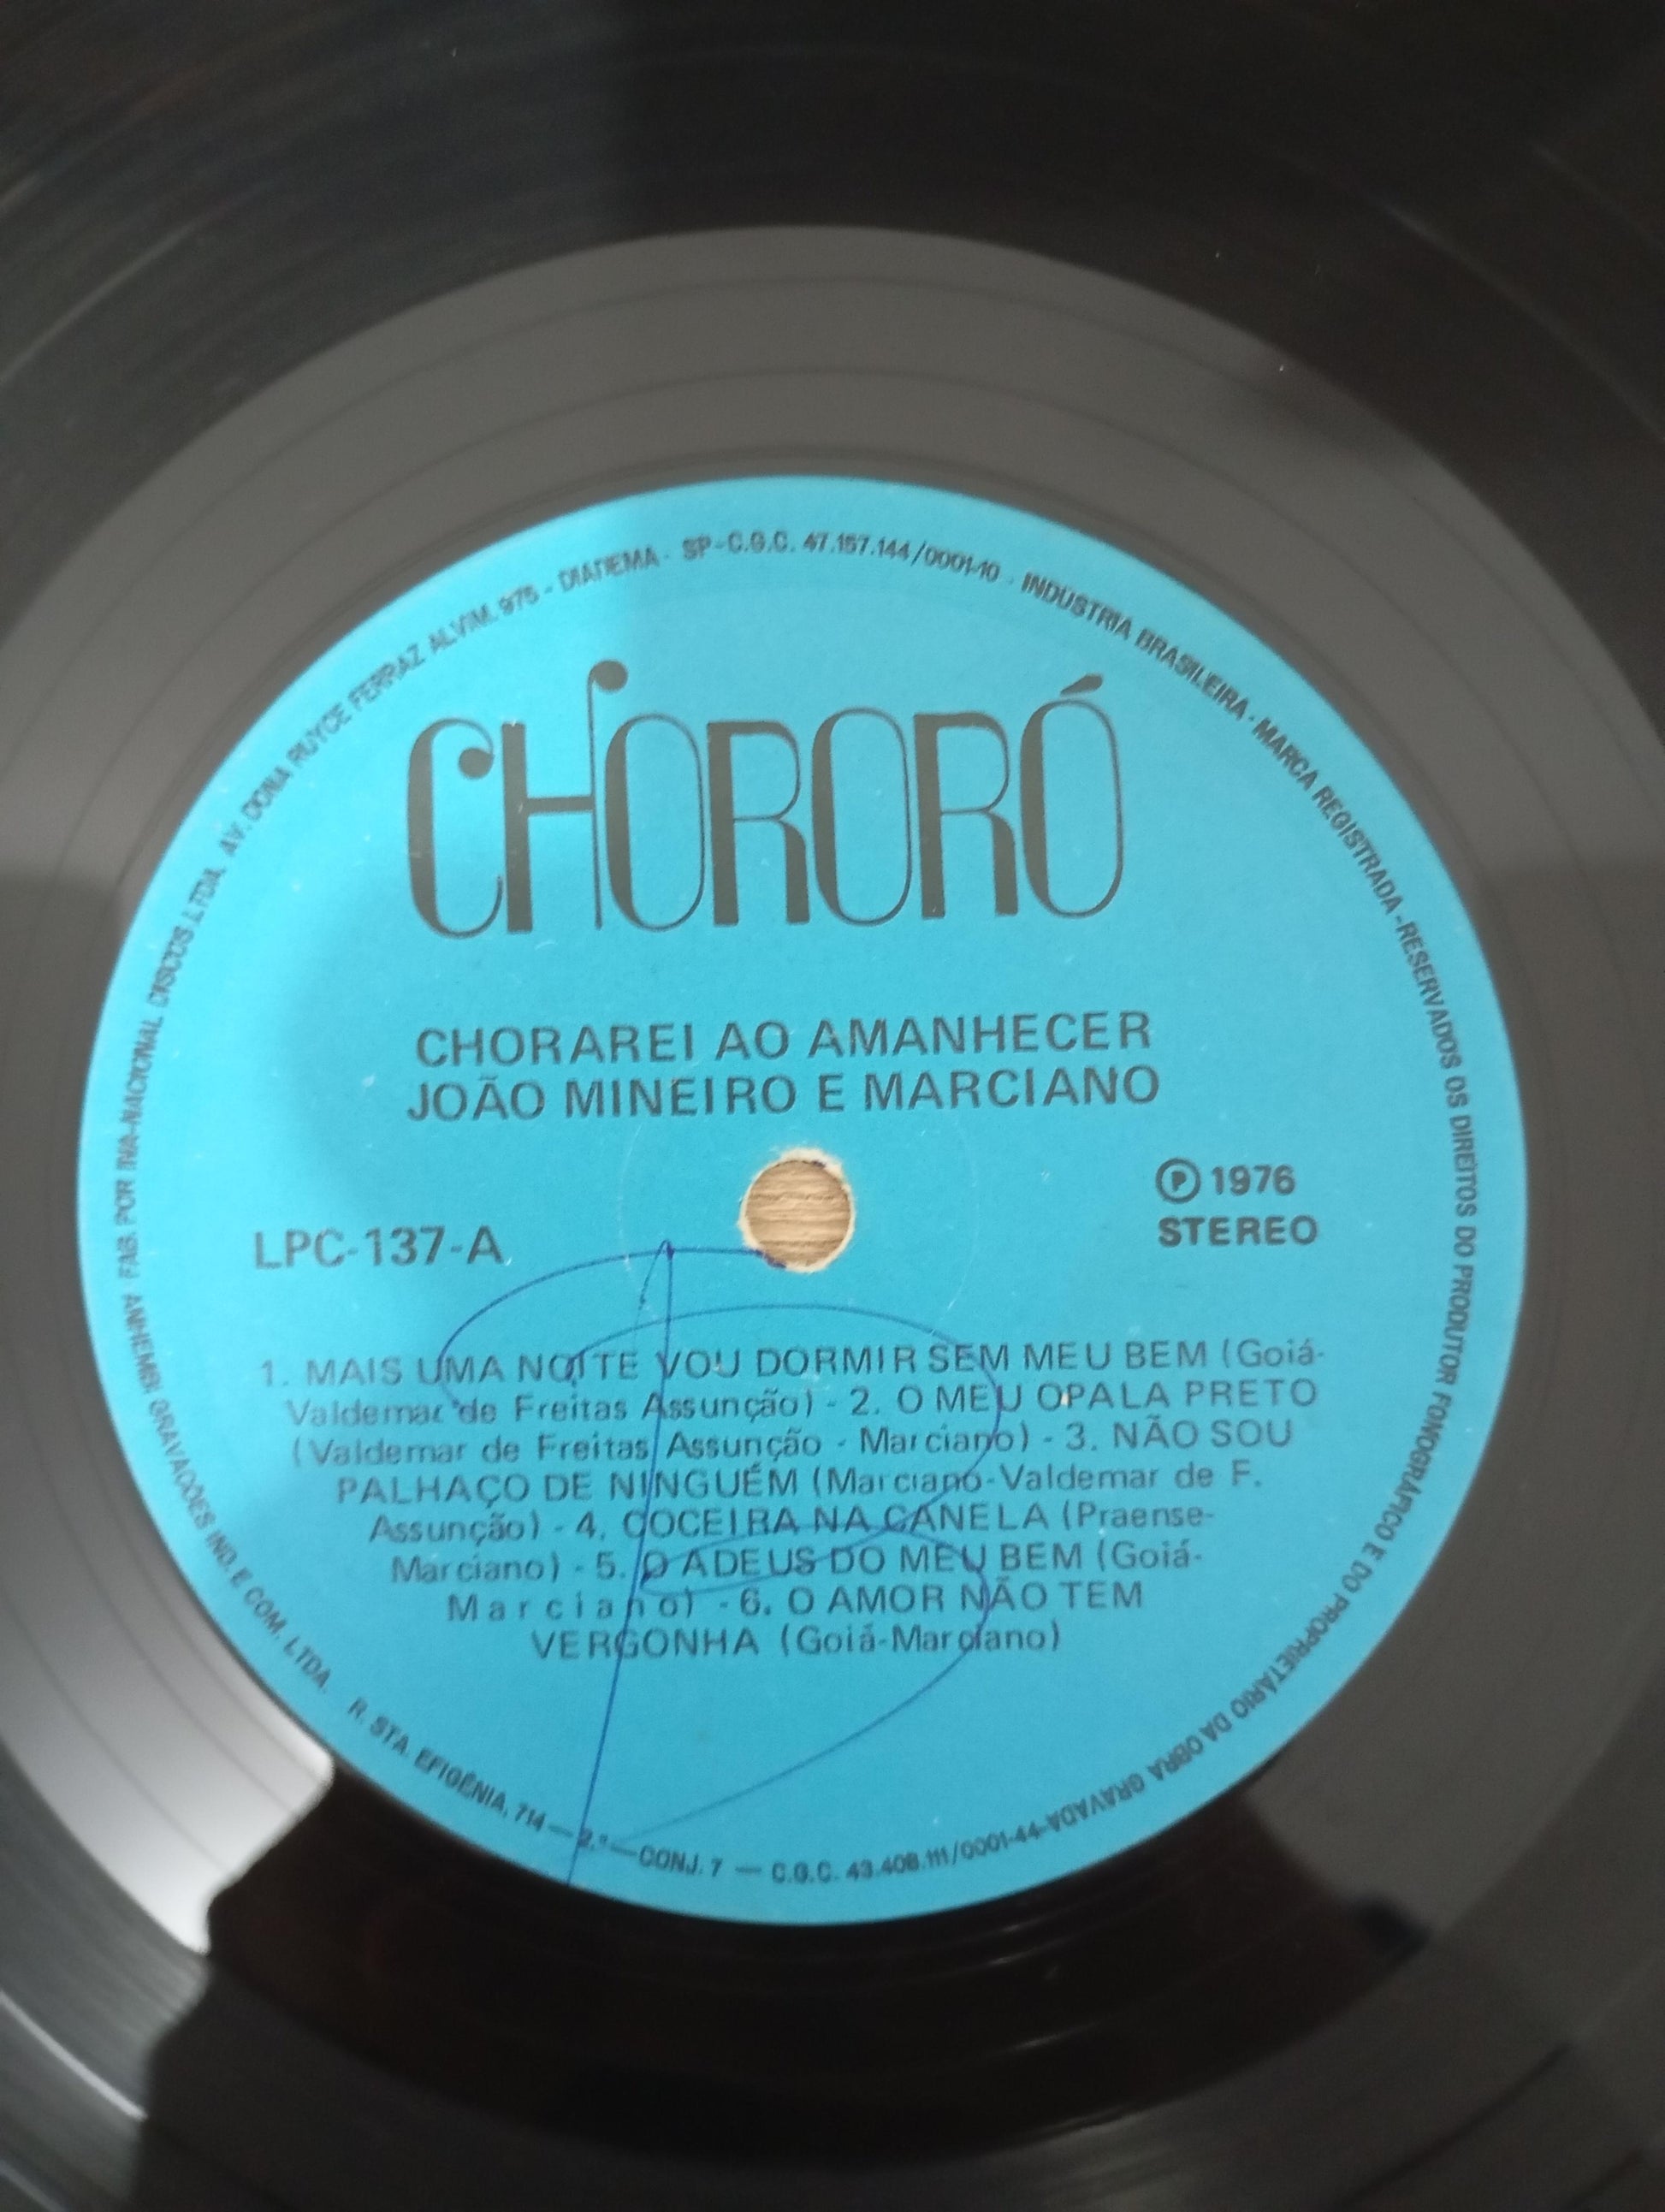 CHORORÓ
CHORAREI AO AMANHECER
JOÃO MINEIRO E MARCIANO
LPC-137-A
Ⓟ 1976
STEREO
1. MAIS UMA NOITE VOU DORMIR SEM MEU BEM (Goiá-
Valdemar de Freitas Assunção) - 2. O MEU OPALA PRETO
(Valdemar de Freitas Assunção - Marciano) - 3. NÃO SOU
PALHAÇO DE NINGUÉM (Marciano-Valdemar de F.
Assunção) - 4. COCEIRA NA CANELA (Praense-
Marciano) - 5. O ADEUS DO MEU BEM (Goiá-
Marciano) - 6. O AMOR NÃO TEM
VERGONHA (Goiá-Marciano)
FAB. POR INA-NACIONAL DISCOS LTDA. AV. DONA RUYCE FERRAZ ALVIM, 975 - DIADEMA - SP-C.G.C. 47.157.144/0001-10 - INDÚSTRIA BRASILEIRA - MARCA REGISTRADA - RESERVADOS OS DIREITOS DO PRODUTOR FONOGRÁFICO E DO PROPRIETÁRIO DA OBRA GRAVADA
ANHEMBI GRAVAÇÕES IND. E COM. LTDA. R. STA. EFIGÊNIA, 714 — 2.º — CONJ. 7 — C.G.C. 43.408.111/0001-44